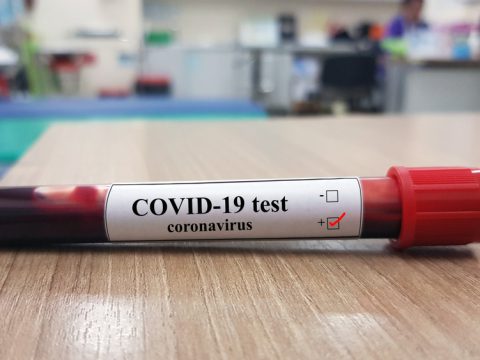 COVID-19 test
coronavirus
-
+